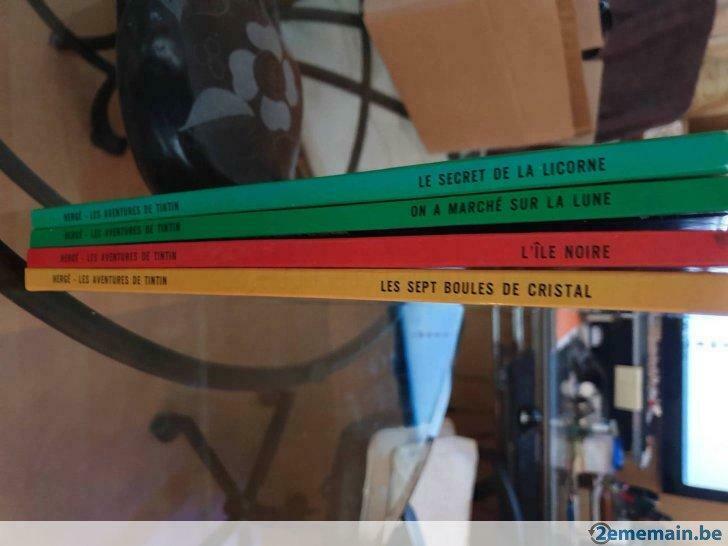 HERGÉ - LES AVENTURES DE TINTIN LE SECRET DE LA LICORNE
HERGÉ - LES AVENTURES DE TINTIN ON A MARCHÉ SUR LA LUNE
HERGÉ - LES AVENTURES DE TINTIN L'ÎLE NOIRE
HERGÉ - LES AVENTURES DE TINTIN LES SEPT BOULES DE CRISTAL
2ememain.be